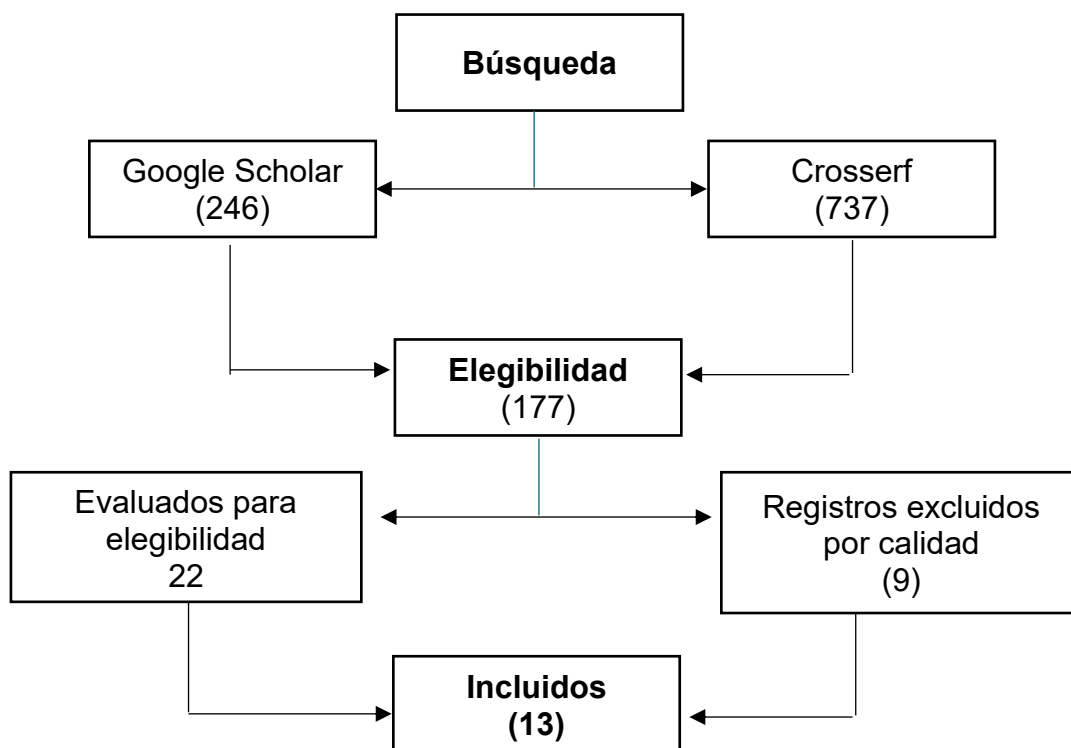 Búsqueda
Google Scholar
(246)
Crosserf
(737)
Elegibilidad
(177)
Evaluados para
elegibilidad
22
Registros excluidos
por calidad
(9)
Incluidos
(13)